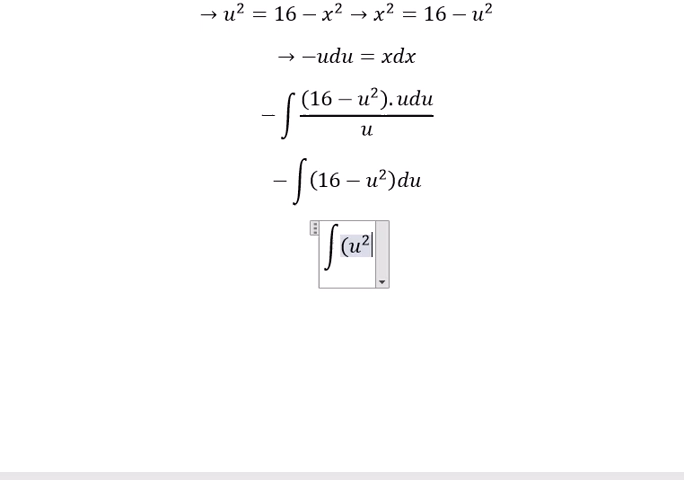 → u² = 16 − x² → x² = 16 − u²
→ −udu = xdx
− ∫ (16 − u²).udu / u
− ∫ (16 − u²)du
∫ (u²